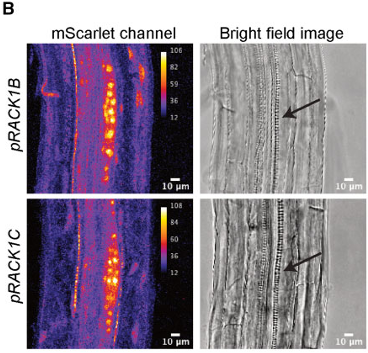 B
mScarlet channel
Bright field image
pRACK1B
106
82
59
36
12
10 µm
10 µm
pRACK1C
108
84
60
36
12
10 µm
10 µm